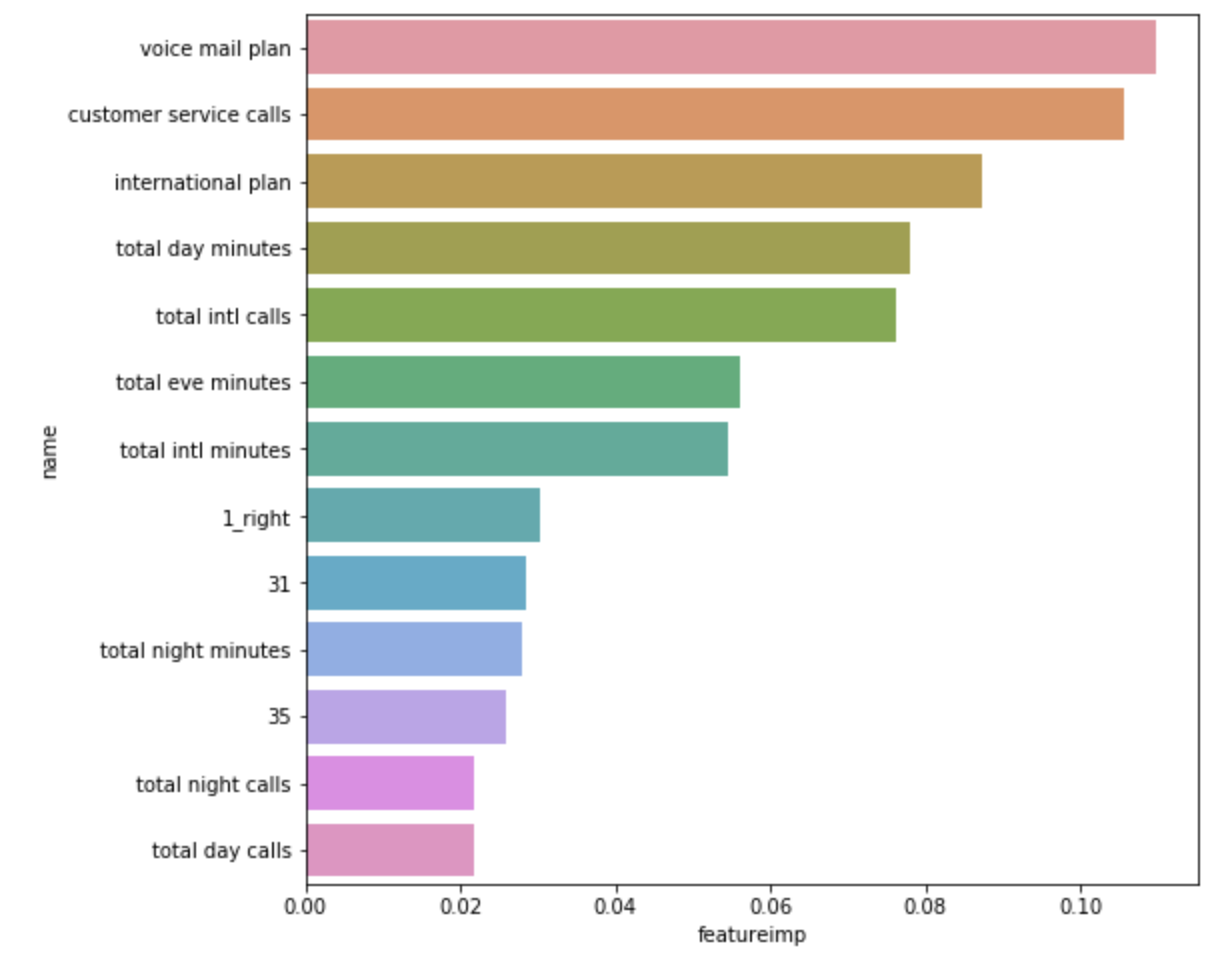 voice mail plan
customer service calls
international plan
total day minutes
total intl calls
total eve minutes
total intl minutes
name
1_right
31
total night minutes
35
total night calls
total day calls
0.00 0.02 0.04 0.06 0.08 0.10
featureimp